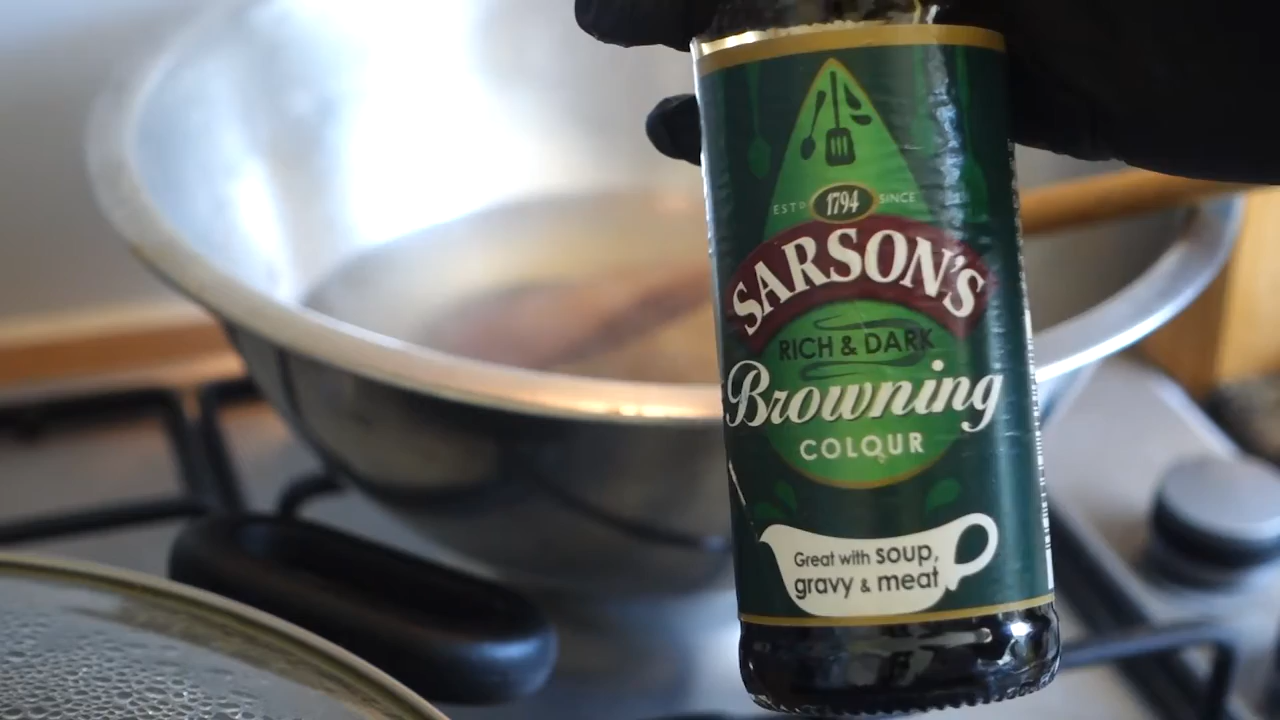 ESTD 1794 SINCE
SARSON'S
RICH & DARK
Browning
COLOUR
Great with soup,
gravy & meat